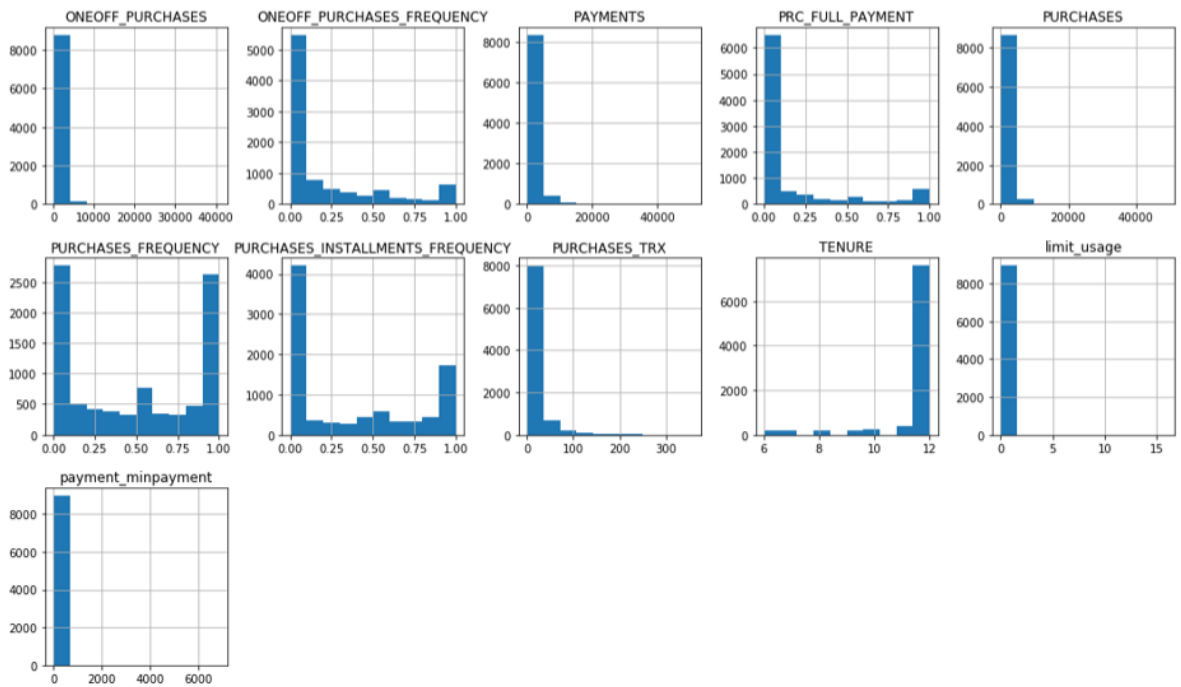 ONEOFF_PURCHASES
8000
6000
4000
2000
0
0 10000 20000 30000 40000
ONEOFF_PURCHASES_FREQUENCY
5000
4000
3000
2000
1000
0
0.00 0.25 0.50 0.75 1.00
PAYMENTS
8000
6000
4000
2000
0
0 20000 40000
PRC_FULL_PAYMENT
6000
5000
4000
3000
2000
1000
0
0.00 0.25 0.50 0.75 1.00
PURCHASES
8000
6000
4000
2000
0
0 20000 40000
PURCHASES_FREQUENCY
2500
2000
1500
1000
500
0
0.00 0.25 0.50 0.75 1.00
PURCHASES_INSTALLMENTS_FREQUENCY
4000
3000
2000
1000
0
0.00 0.25 0.50 0.75 1.00
PURCHASES_TRX
8000
6000
4000
2000
0
0 100 200 300
TENURE
6000
4000
2000
0
6 8 10 12
limit_usage
8000
6000
4000
2000
0
0 5 10 15
payment_minpayment
8000
6000
4000
2000
0
0 2000 4000 6000